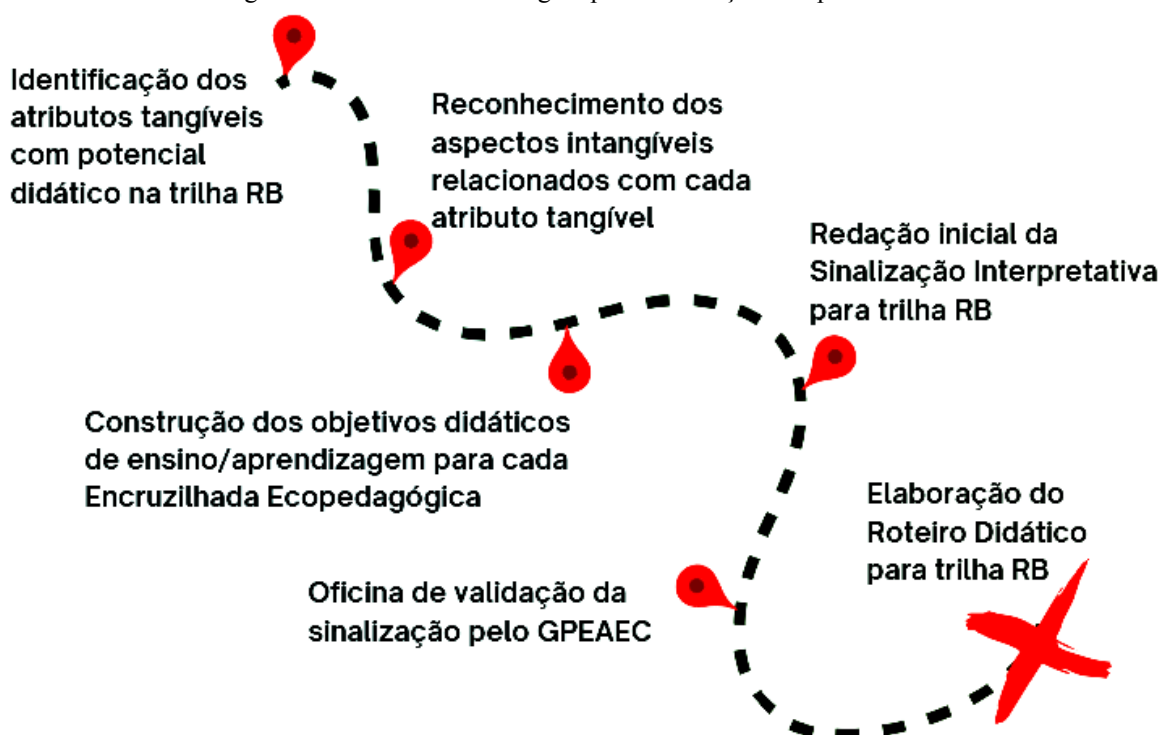 Identificação dos
atributos tangíveis
com potencial
didático na trilha RB
Reconhecimento dos
aspectos intangíveis
relacionados com cada
atributo tangível
Construção dos objetivos didáticos
de ensino/aprendizagem para cada
Encruzilhada Ecopedagógica
Redação inicial da
Sinalização Interpretativa
para trilha RB
Oficina de validação da
sinalização pelo GPEAEC
Elaboração do
Roteiro Didático
para trilha RB